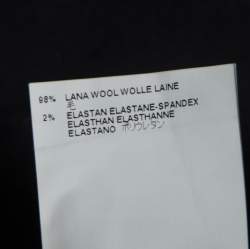 98% LANA WOOL WOLLE LAINE
毛
2% ELASTAN ELASTANE-SPANDEX
ELASTHAN ELASTHANNE
ELASTANO ポリウレタン